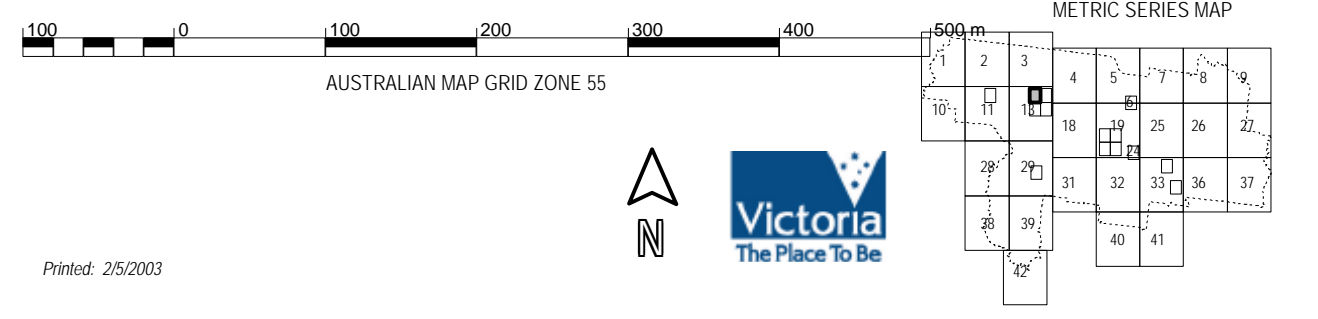 METRIC SERIES MAP
100 0 100 200 300 400 500 m
AUSTRALIAN MAP GRID ZONE 55
1 2 3
4 5 7 8 9
6
10 11 13
18 19 25 26 27
24
28 29
31 32 33 36 37
38 39
40 41
42
N
Victoria
The Place To Be
Printed: 2/5/2003